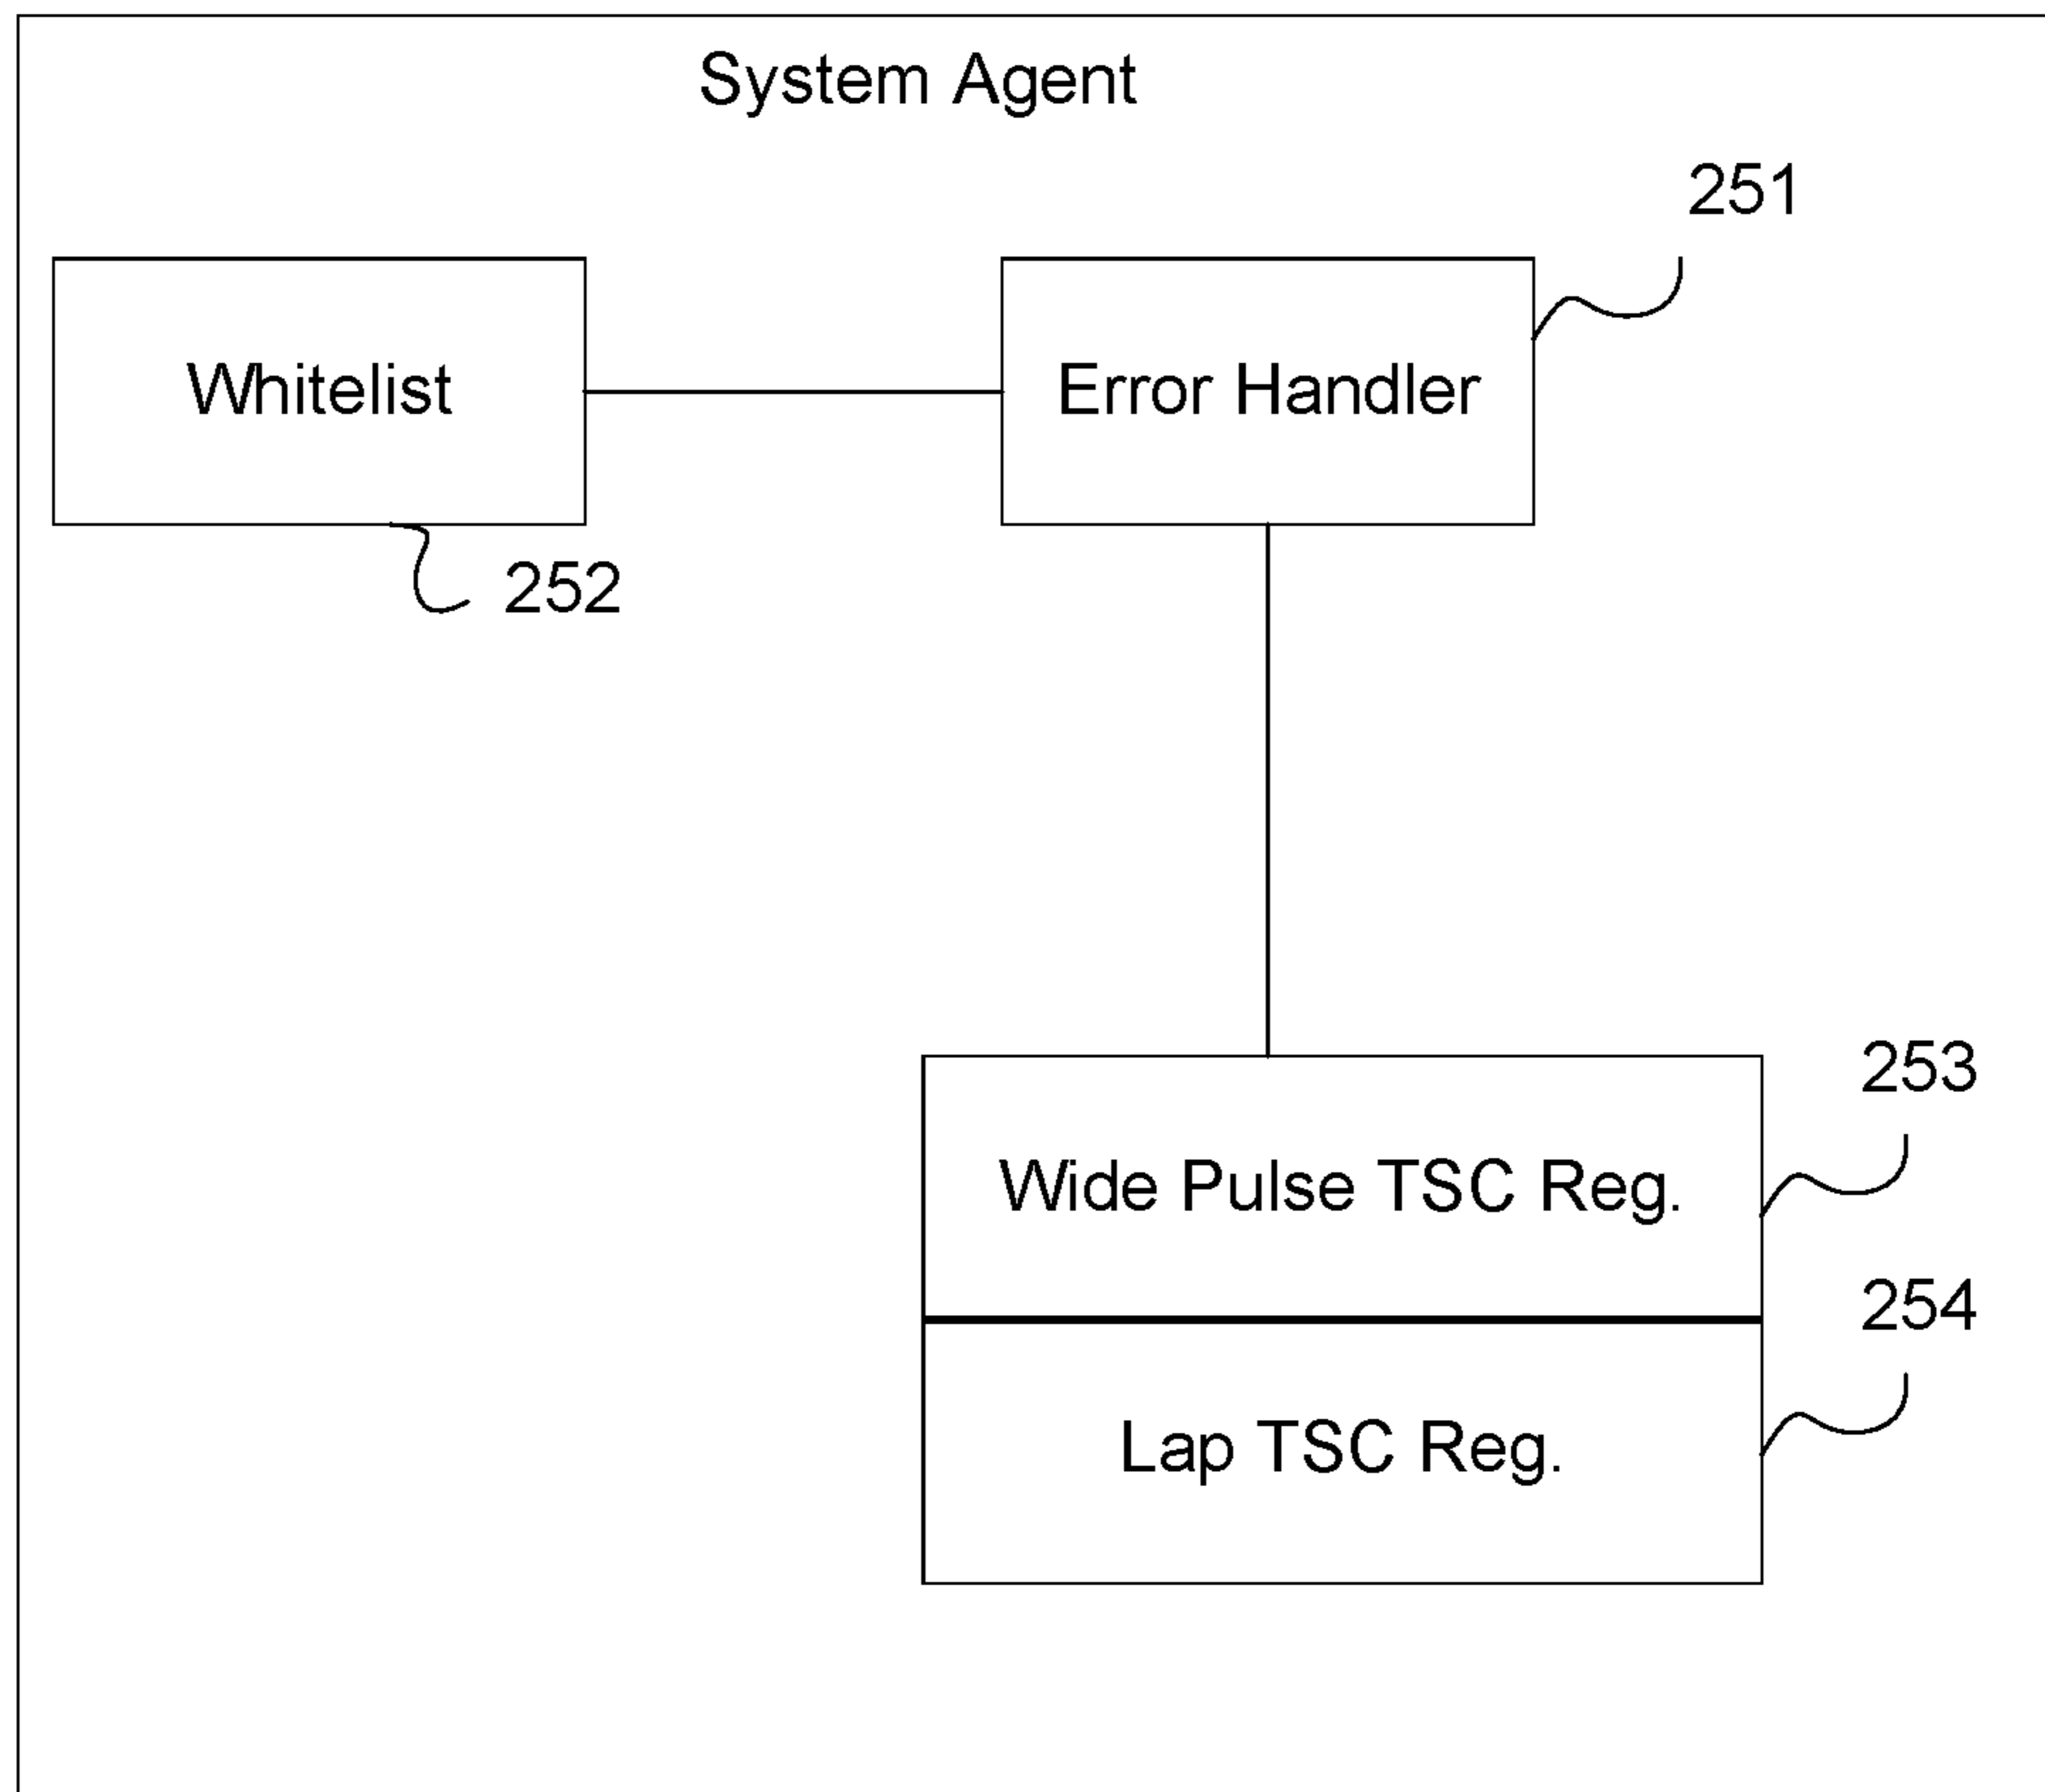 System Agent
251
Whitelist
Error Handler
252
253
Wide Pulse TSC Reg.
254
Lap TSC Reg.